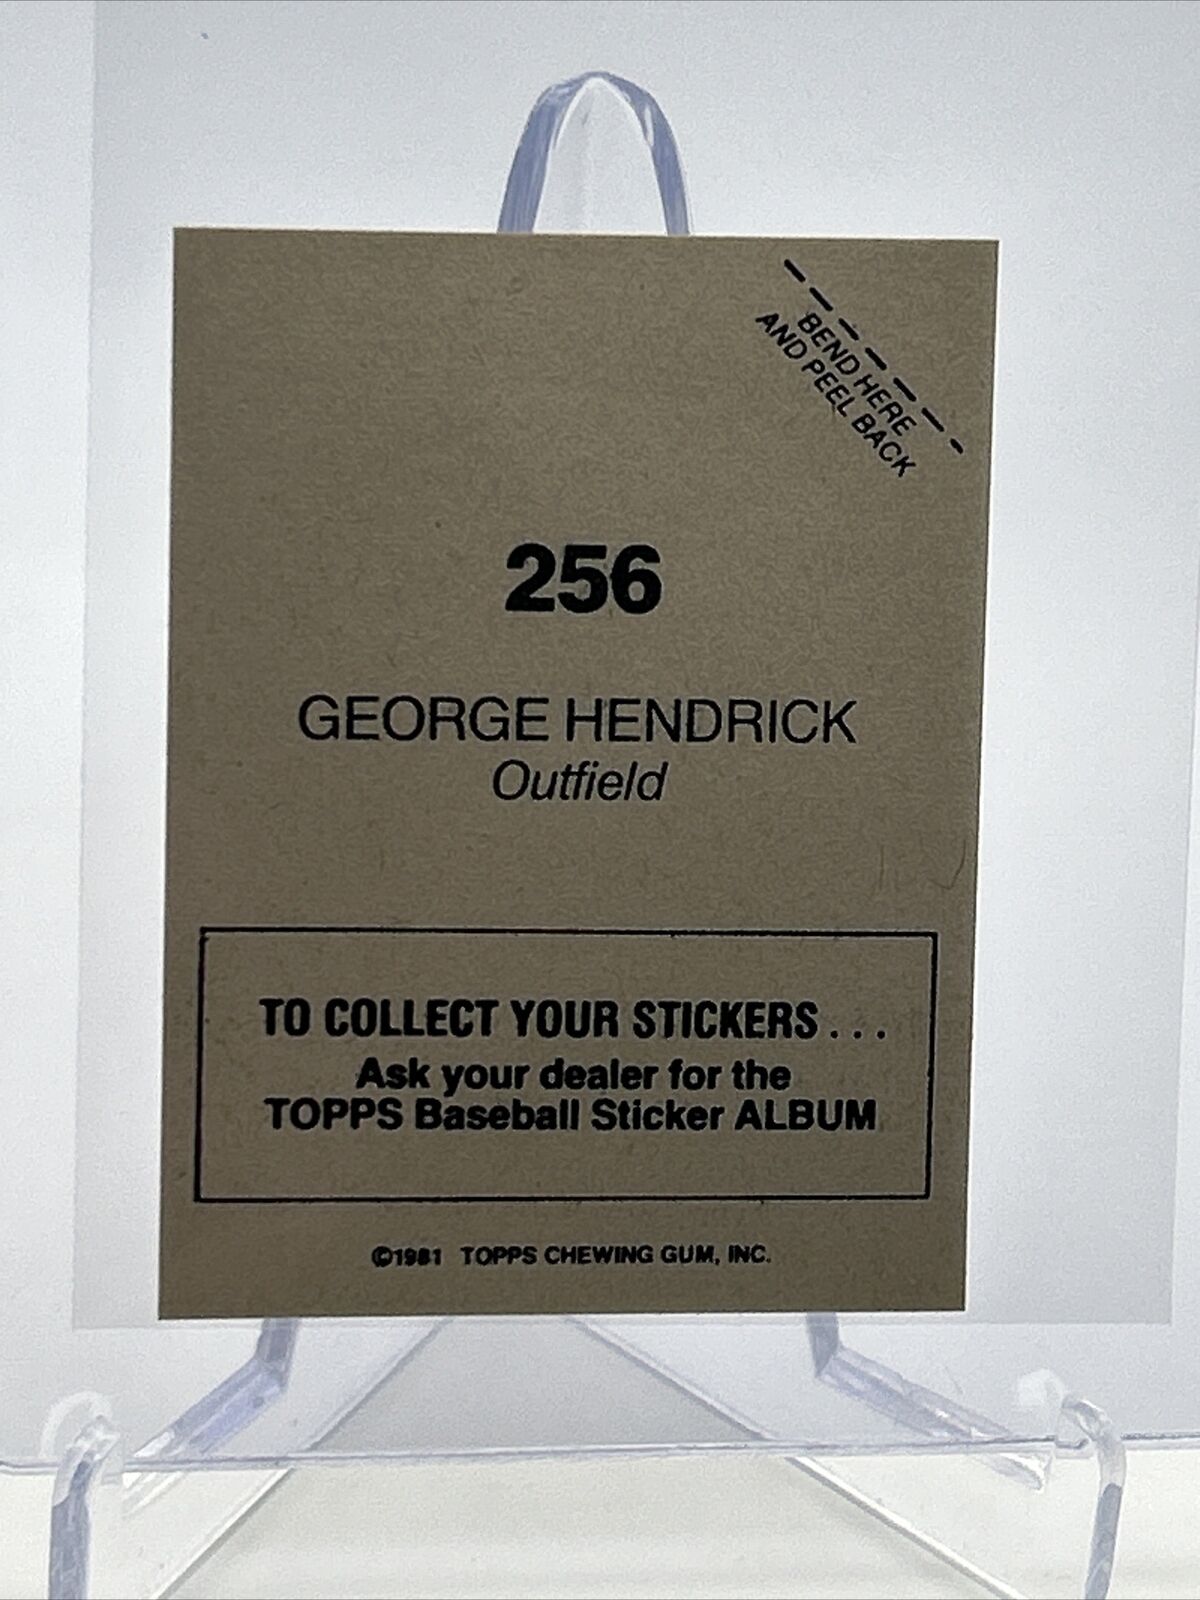 BEND HERE
AND PEEL BACK
256
GEORGE HENDRICK
Outfield
TO COLLECT YOUR STICKERS . . .
Ask your dealer for the
TOPPS Baseball Sticker ALBUM
©1981 TOPPS CHEWING GUM, INC.